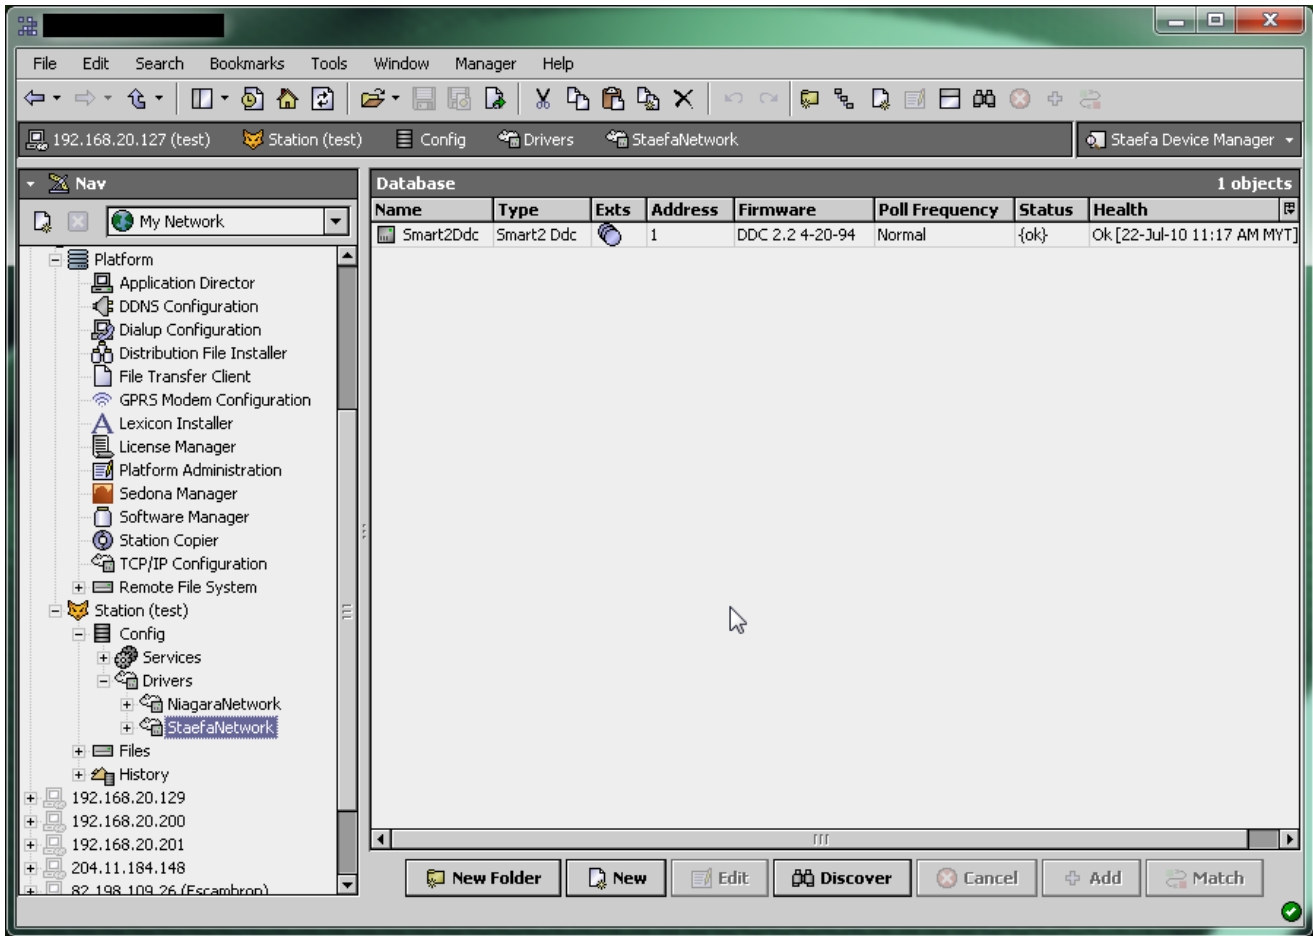 File Edit Search Bookmarks Tools Window Manager Help
192.168.20.127 (test) Station (test) Config Drivers StaefaNetwork Staefa Device Manager
Nav
My Network
Platform
Application Director
DDNS Configuration
Dialup Configuration
Distribution File Installer
File Transfer Client
GPRS Modem Configuration
Lexicon Installer
License Manager
Platform Administration
Sedona Manager
Software Manager
Station Copier
TCP/IP Configuration
Remote File System
Station (test)
Config
Services
Drivers
NiagaraNetwork
StaefaNetwork
Files
History
192.168.20.129
192.168.20.200
192.168.20.201
204.11.184.148
82.198.109.26 (Escambron)
Database 1 objects
Name Type Exts Address Firmware Poll Frequency Status Health
Smart2Ddc Smart2 Ddc 1 DDC 2.2 4-20-94 Normal {ok} Ok [22-Jul-10 11:17 AM MYT]
New Folder New Edit Discover Cancel Add Match